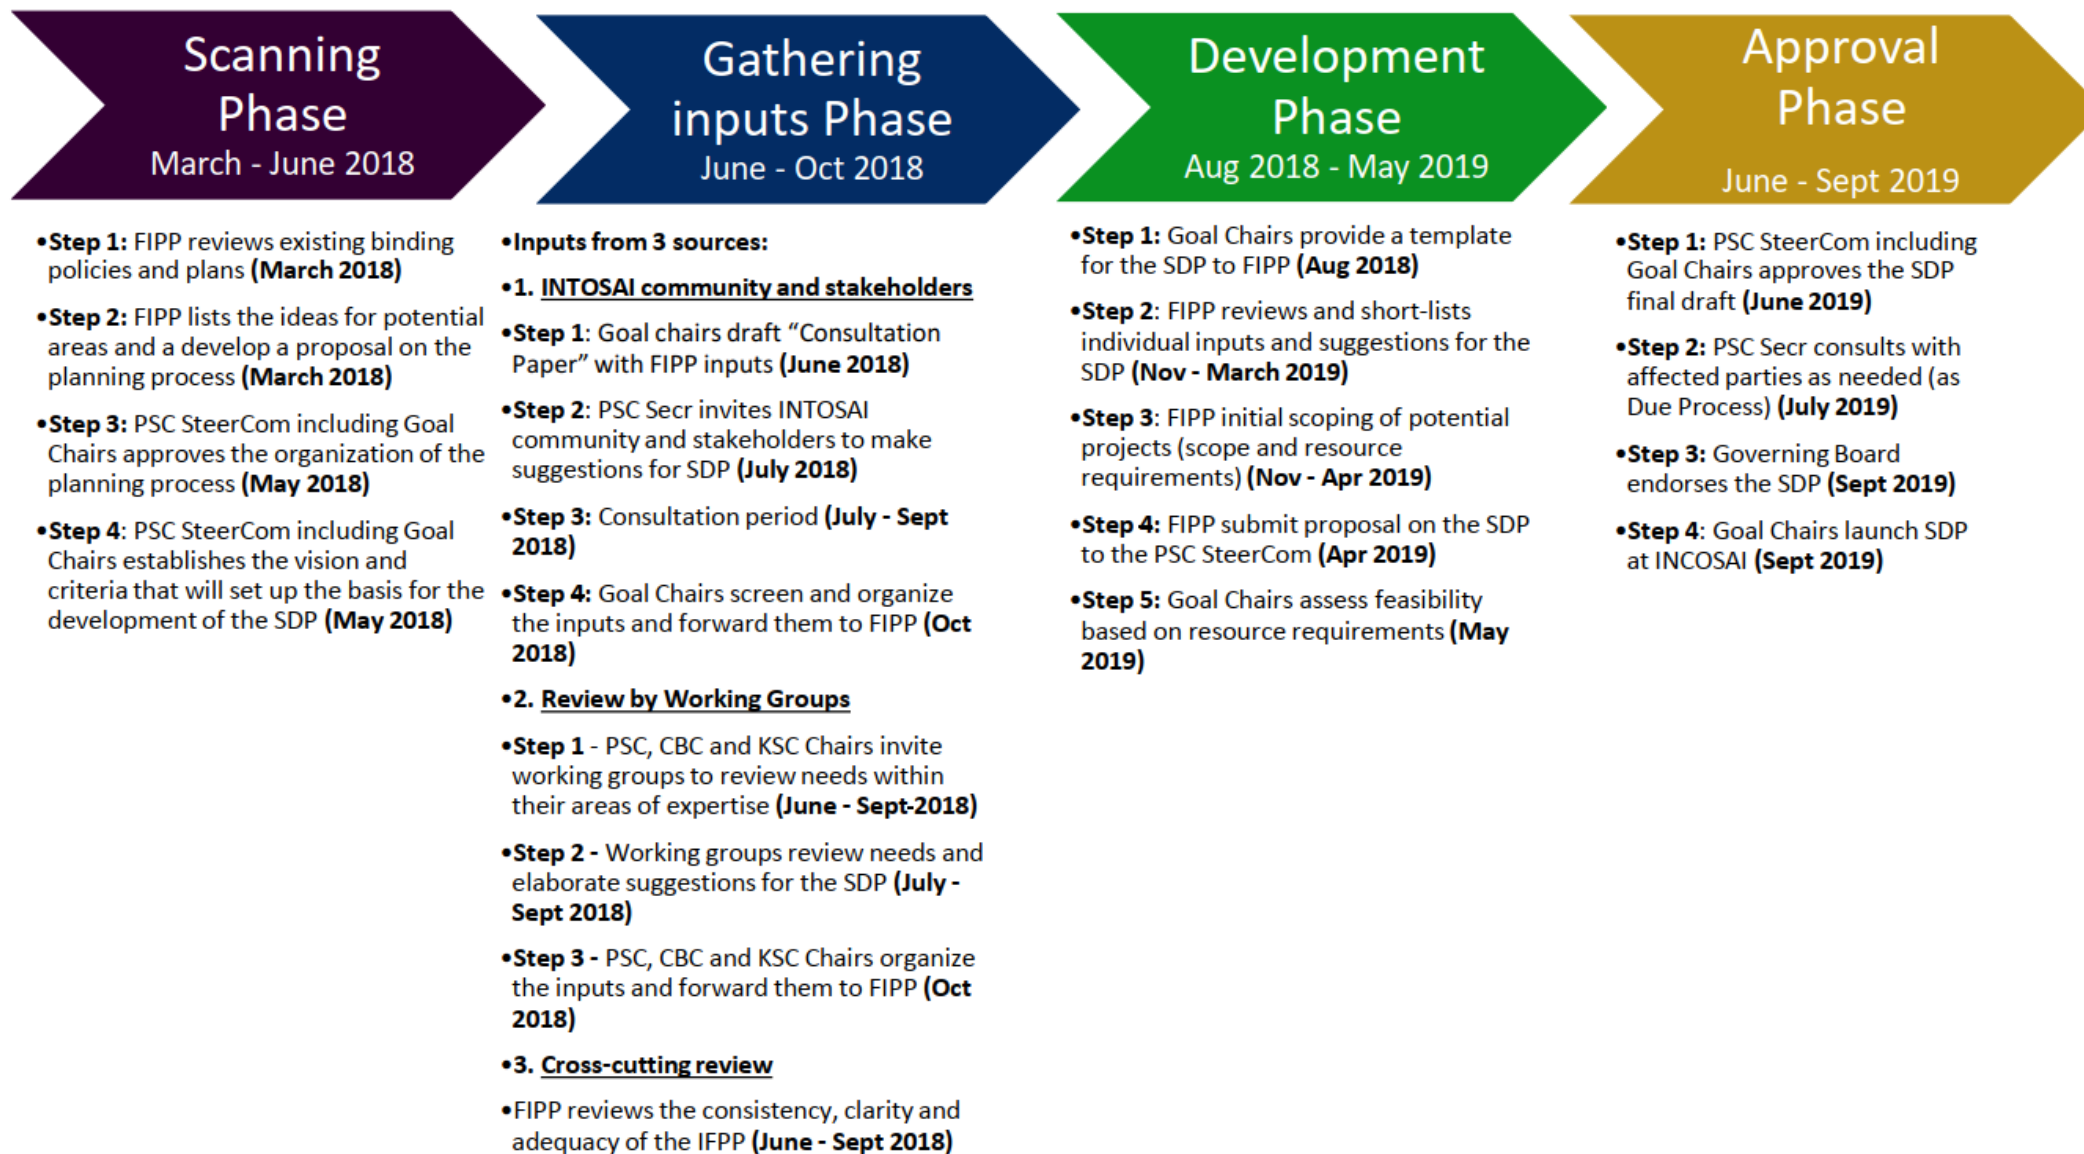 Scanning
Phase
March - June 2018
•Step 1: FIPP reviews existing binding
policies and plans (March 2018)
•Step 2: FIPP lists the ideas for potential
areas and a develop a proposal on the
planning process (March 2018)
•Step 3: PSC SteerCom including Goal
Chairs approves the organization of the
planning process (May 2018)
•Step 4: PSC SteerCom including Goal
Chairs establishes the vision and
criteria that will set up the basis for the
development of the SDP (May 2018)
Gathering
inputs Phase
June - Oct 2018
•Inputs from 3 sources:
•1. INTOSAI community and stakeholders
•Step 1: Goal chairs draft “Consultation
Paper” with FIPP inputs (June 2018)
•Step 2: PSC Secr invites INTOSAI
community and stakeholders to make
suggestions for SDP (July 2018)
•Step 3: Consultation period (July - Sept
2018)
•Step 4: Goal Chairs screen and organize
the inputs and forward them to FIPP (Oct
2018)
•2. Review by Working Groups
•Step 1 - PSC, CBC and KSC Chairs invite
working groups to review needs within
their areas of expertise (June - Sept-2018)
•Step 2 - Working groups review needs and
elaborate suggestions for the SDP (July -
Sept 2018)
•Step 3 - PSC, CBC and KSC Chairs organize
the inputs and forward them to FIPP (Oct
2018)
•3. Cross-cutting review
•FIPP reviews the consistency, clarity and
adequacy of the IFPP (June - Sept 2018)
Development
Phase
Aug 2018 - May 2019
•Step 1: Goal Chairs provide a template
for the SDP to FIPP (Aug 2018)
•Step 2: FIPP reviews and short-lists
individual inputs and suggestions for the
SDP (Nov - March 2019)
•Step 3: FIPP initial scoping of potential
projects (scope and resource
requirements) (Nov - Apr 2019)
•Step 4: FIPP submit proposal on the SDP
to the PSC SteerCom (Apr 2019)
•Step 5: Goal Chairs assess feasibility
based on resource requirements (May
2019)
Approval
Phase
June - Sept 2019
•Step 1: PSC SteerCom including
Goal Chairs approves the SDP
final draft (June 2019)
•Step 2: PSC Secr consults with
affected parties as needed (as
Due Process) (July 2019)
•Step 3: Governing Board
endorses the SDP (Sept 2019)
•Step 4: Goal Chairs launch SDP
at INCOSAI (Sept 2019)